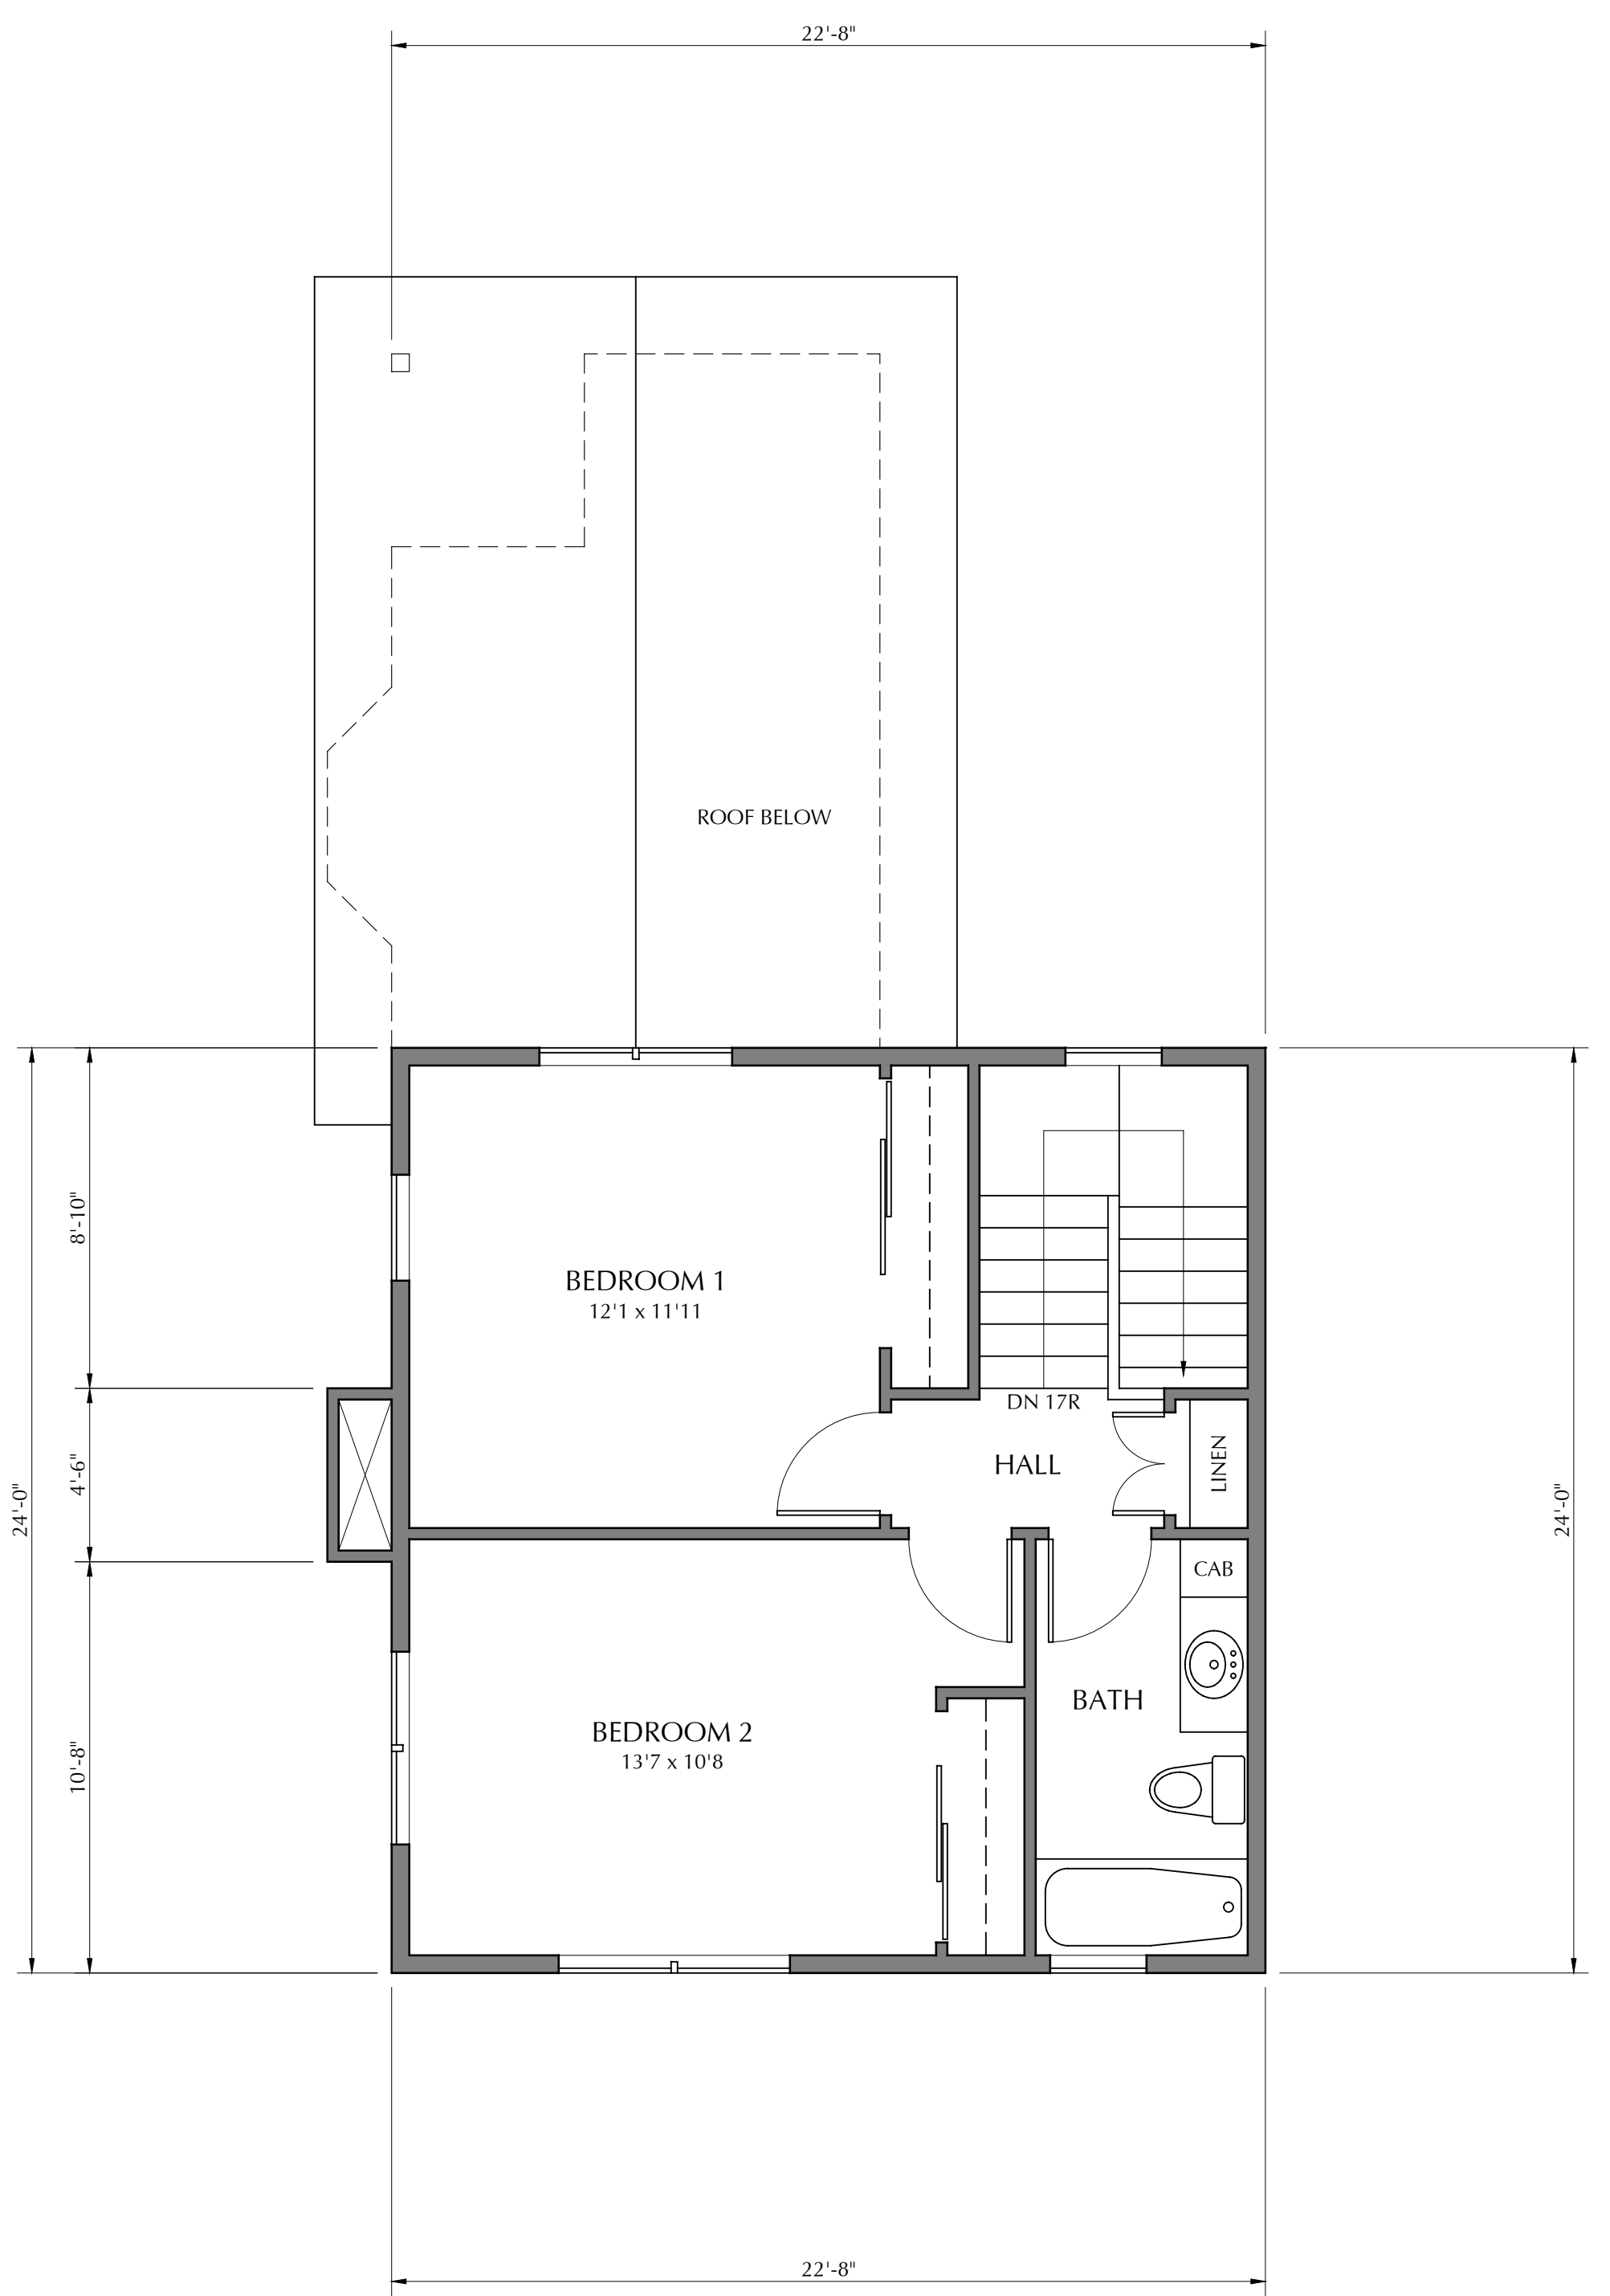 22'-8"
ROOF BELOW
8'-10"
BEDROOM 1
12'1 x 11'11
DN 17R
HALL
LINEN
4'-6"
24'-0"
24'-0"
CAB
BATH
BEDROOM 2
13'7 x 10'8
10'-8"
22'-8"